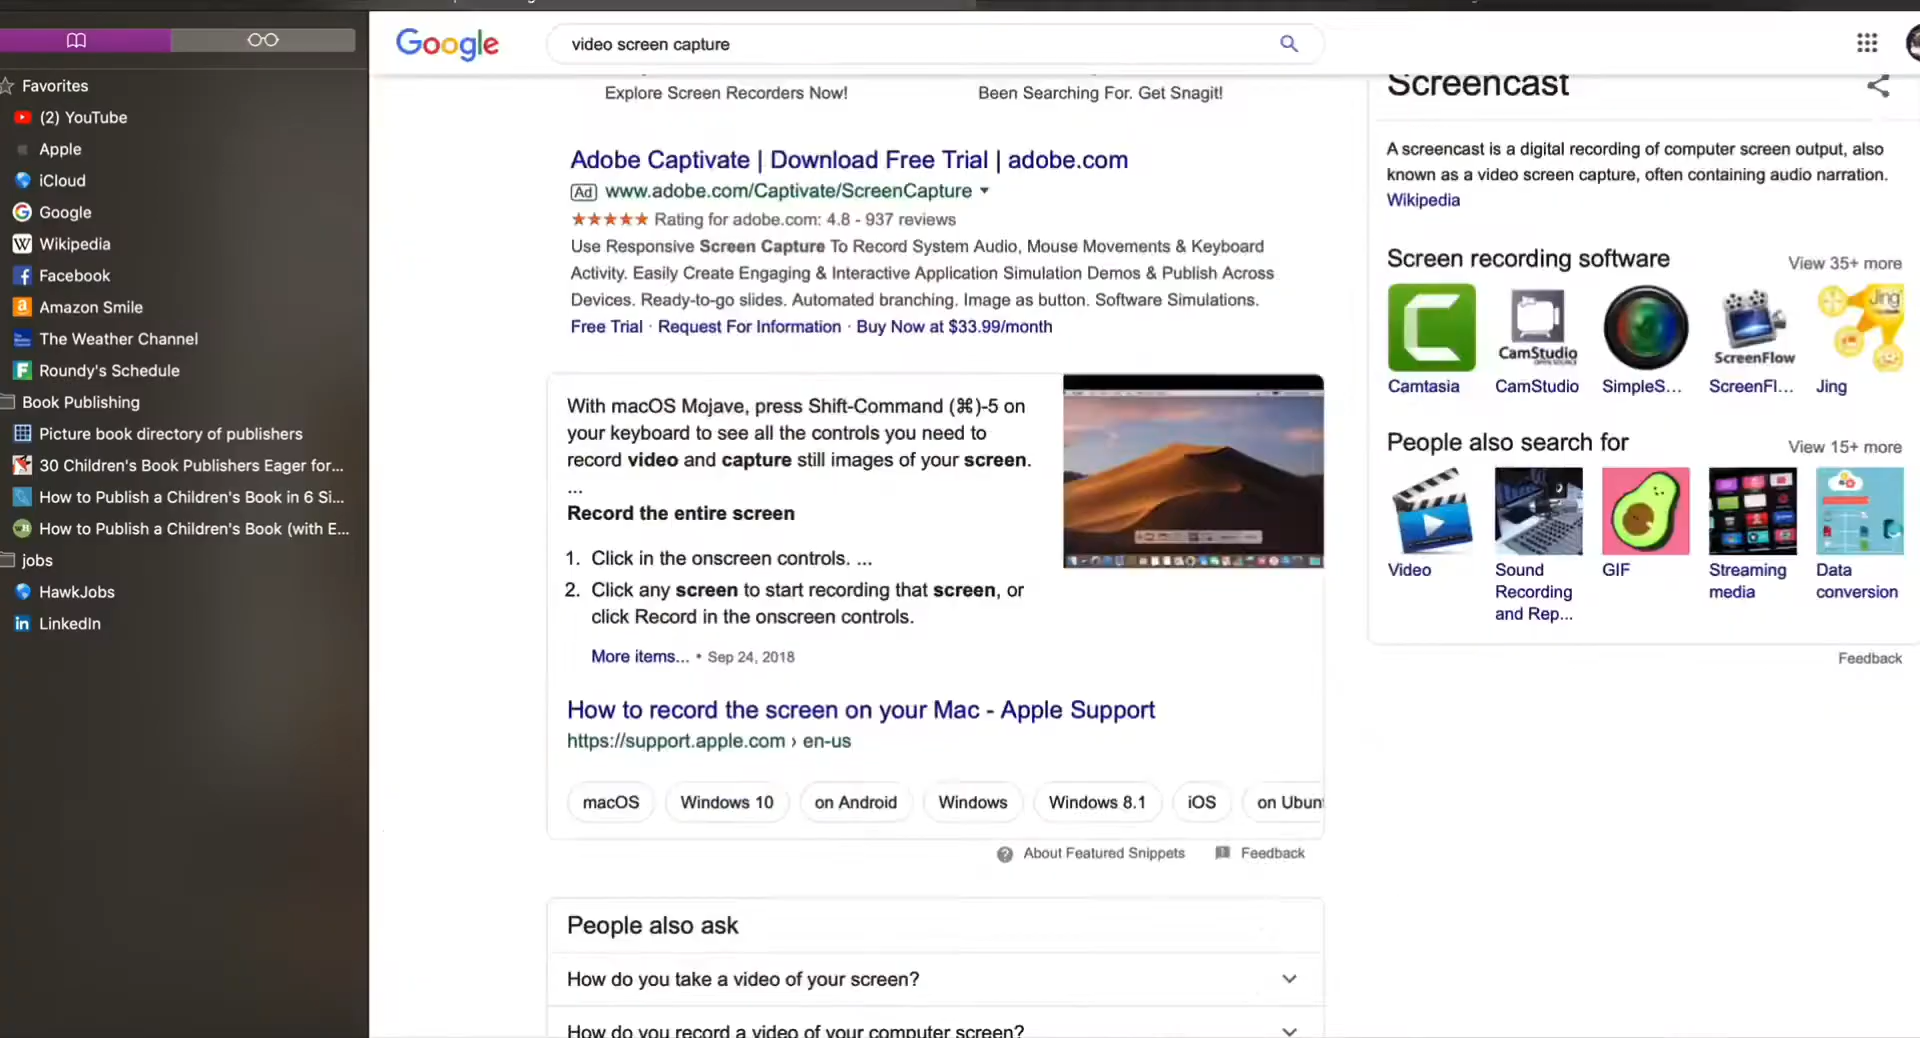 Favorites
(2) YouTube
Apple
iCloud
Google
Wikipedia
Facebook
Amazon Smile
The Weather Channel
Roundy's Schedule
Book Publishing
Picture book directory of publishers
30 Children's Book Publishers Eager for...
How to Publish a Children's Book in 6 Si...
How to Publish a Children's Book (with E...
jobs
HawkJobs
LinkedIn
Google
video screen capture
Explore Screen Recorders Now!
Been Searching For. Get Snagit!
Adobe Captivate | Download Free Trial | adobe.com
Ad www.adobe.com/Captivate/ScreenCapture
Rating for adobe.com: 4.8 - 937 reviews
Use Responsive Screen Capture To Record System Audio, Mouse Movements & Keyboard
Activity. Easily Create Engaging & Interactive Application Simulation Demos & Publish Across
Devices. Ready-to-go slides. Automated branching. Image as button. Software Simulations.
Free Trial · Request For Information · Buy Now at $33.99/month
With macOS Mojave, press Shift-Command (⌘)-5 on
your keyboard to see all the controls you need to
record video and capture still images of your screen.
...
Record the entire screen
1. Click in the onscreen controls. ...
2. Click any screen to start recording that screen, or
click Record in the onscreen controls.
More items... • Sep 24, 2018
How to record the screen on your Mac - Apple Support
https://support.apple.com › en-us
macOS
Windows 10
on Android
Windows
Windows 8.1
iOS
on Ubun
About Featured Snippets
Feedback
People also ask
How do you take a video of your screen?
How do you record a video of your computer screen?
Screencast
A screencast is a digital recording of computer screen output, also
known as a video screen capture, often containing audio narration.
Wikipedia
Screen recording software
View 35+ more
CamStudio
OPEN SOURCE
ScreenFlow
Jing
Camtasia
CamStudio
SimpleS...
ScreenFl...
Jing
People also search for
View 15+ more
Video
Sound
Recording
and Rep...
GIF
Streaming
media
Data
conversion
Feedback